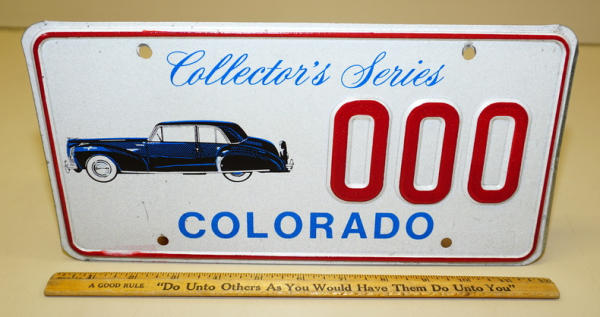 Collector's Series
000
COLORADO
A GOOD RULE "Do Unto Others As You Would Have Them Do Unto You"